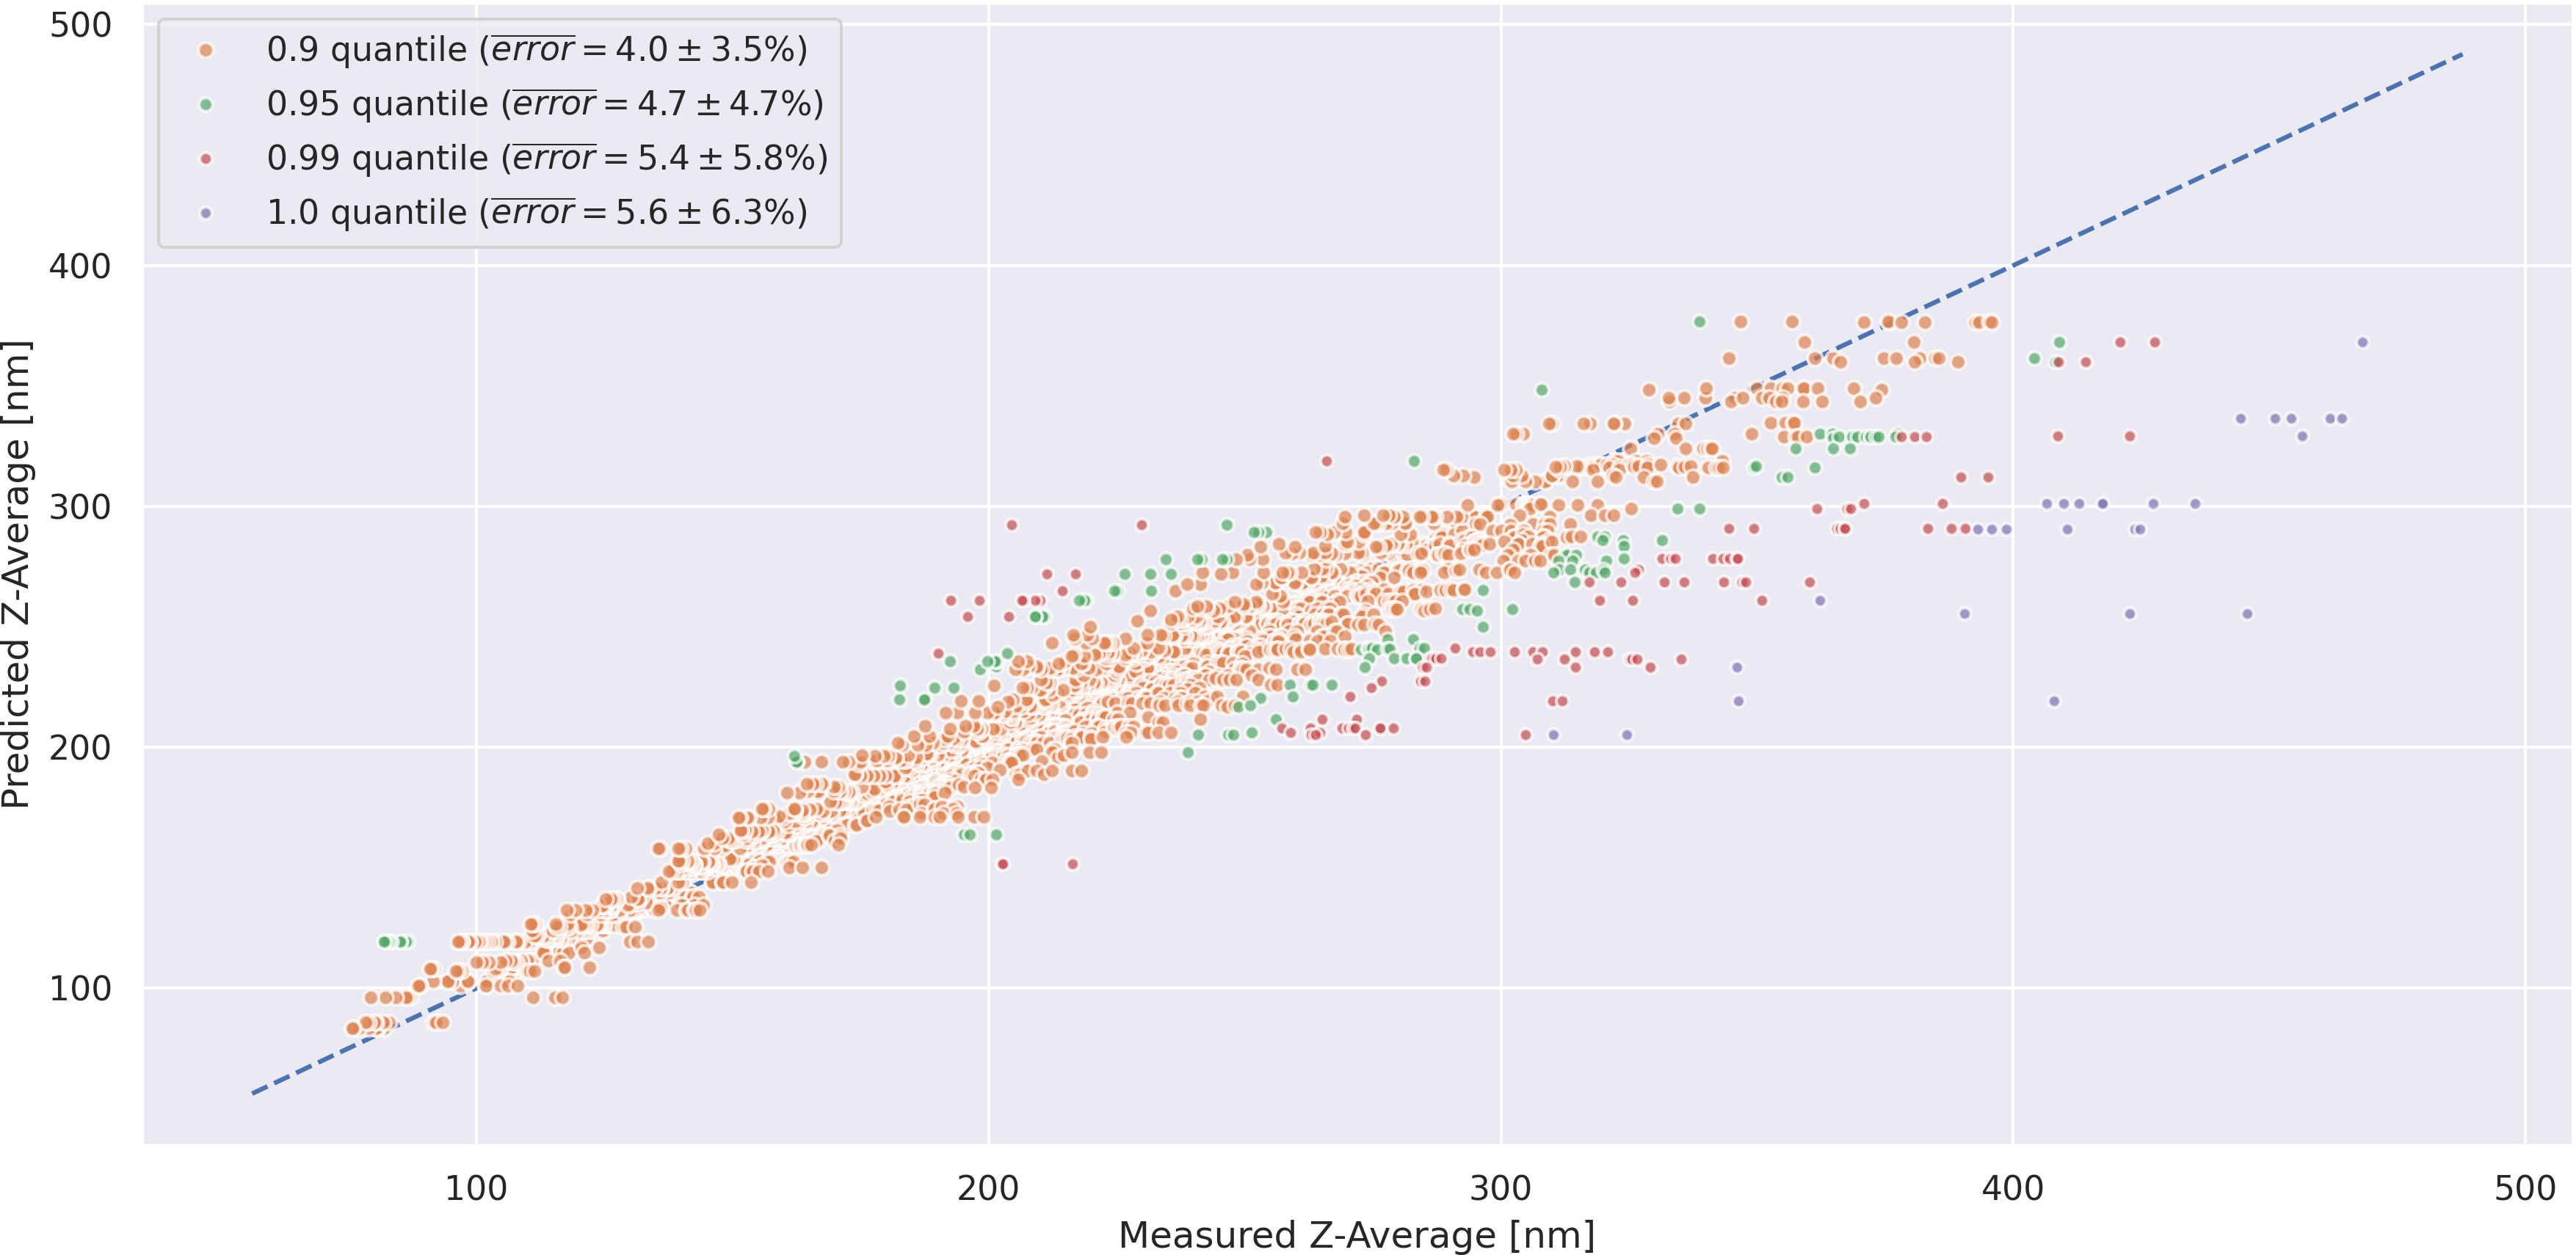 0.9 quantile (error = 4.0 ± 3.5%)
0.95 quantile (error = 4.7 ± 4.7%)
0.99 quantile (error = 5.4 ± 5.8%)
1.0 quantile (error = 5.6 ± 6.3%)
Predicted Z-Average [nm]
500
400
300
200
100
100 200 300 400 500
Measured Z-Average [nm]